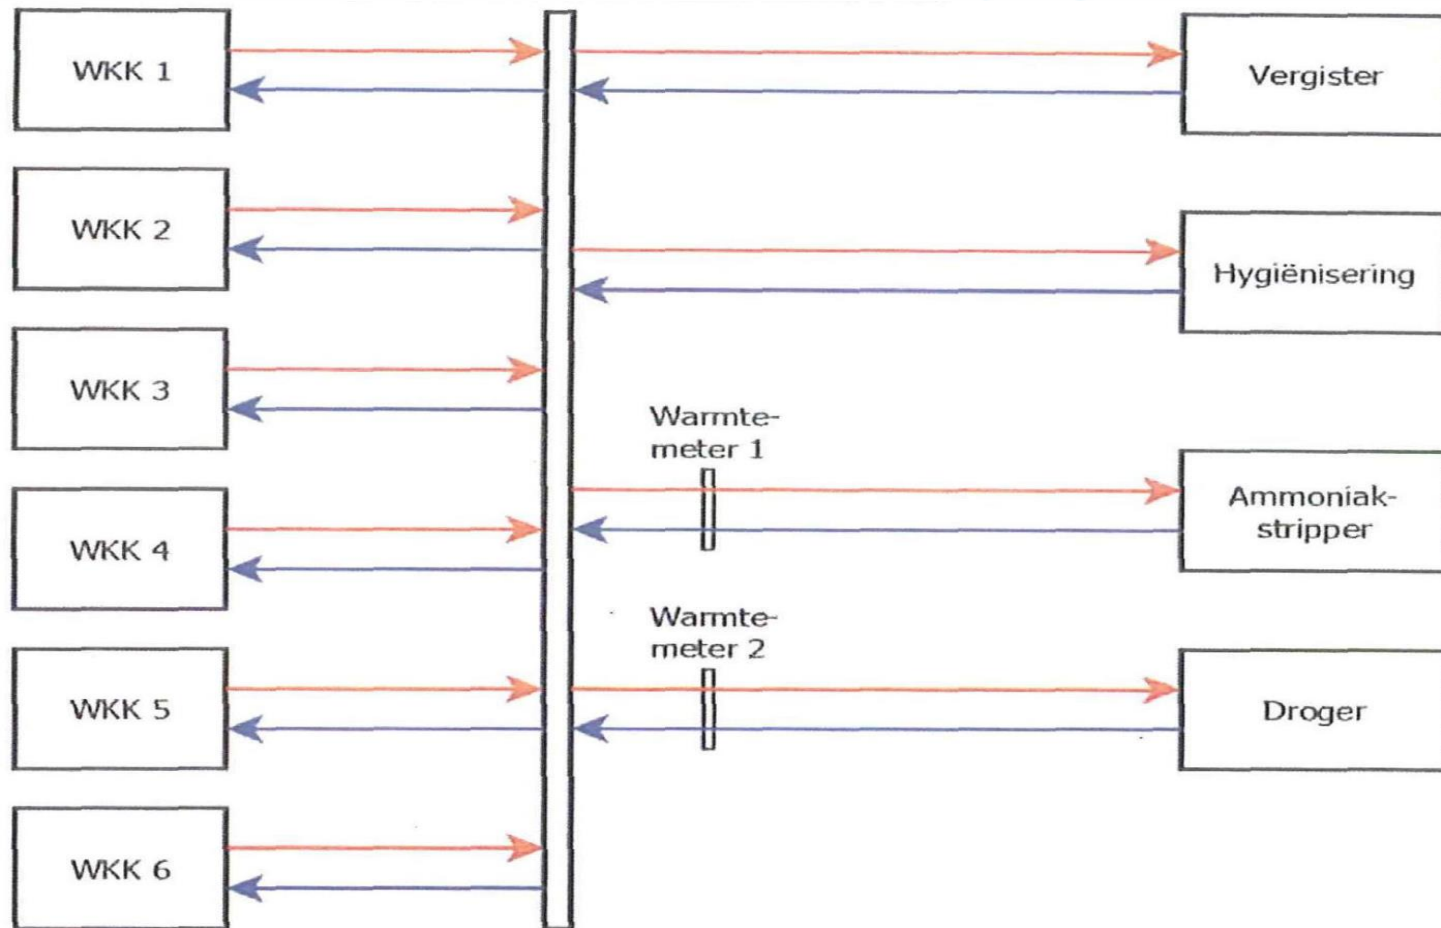 WKK 1
Vergister
WKK 2
Hygiënisering
WKK 3
Warmte-
meter 1
WKK 4
Ammoniak-
stripper
Warmte-
meter 2
WKK 5
Droger
WKK 6